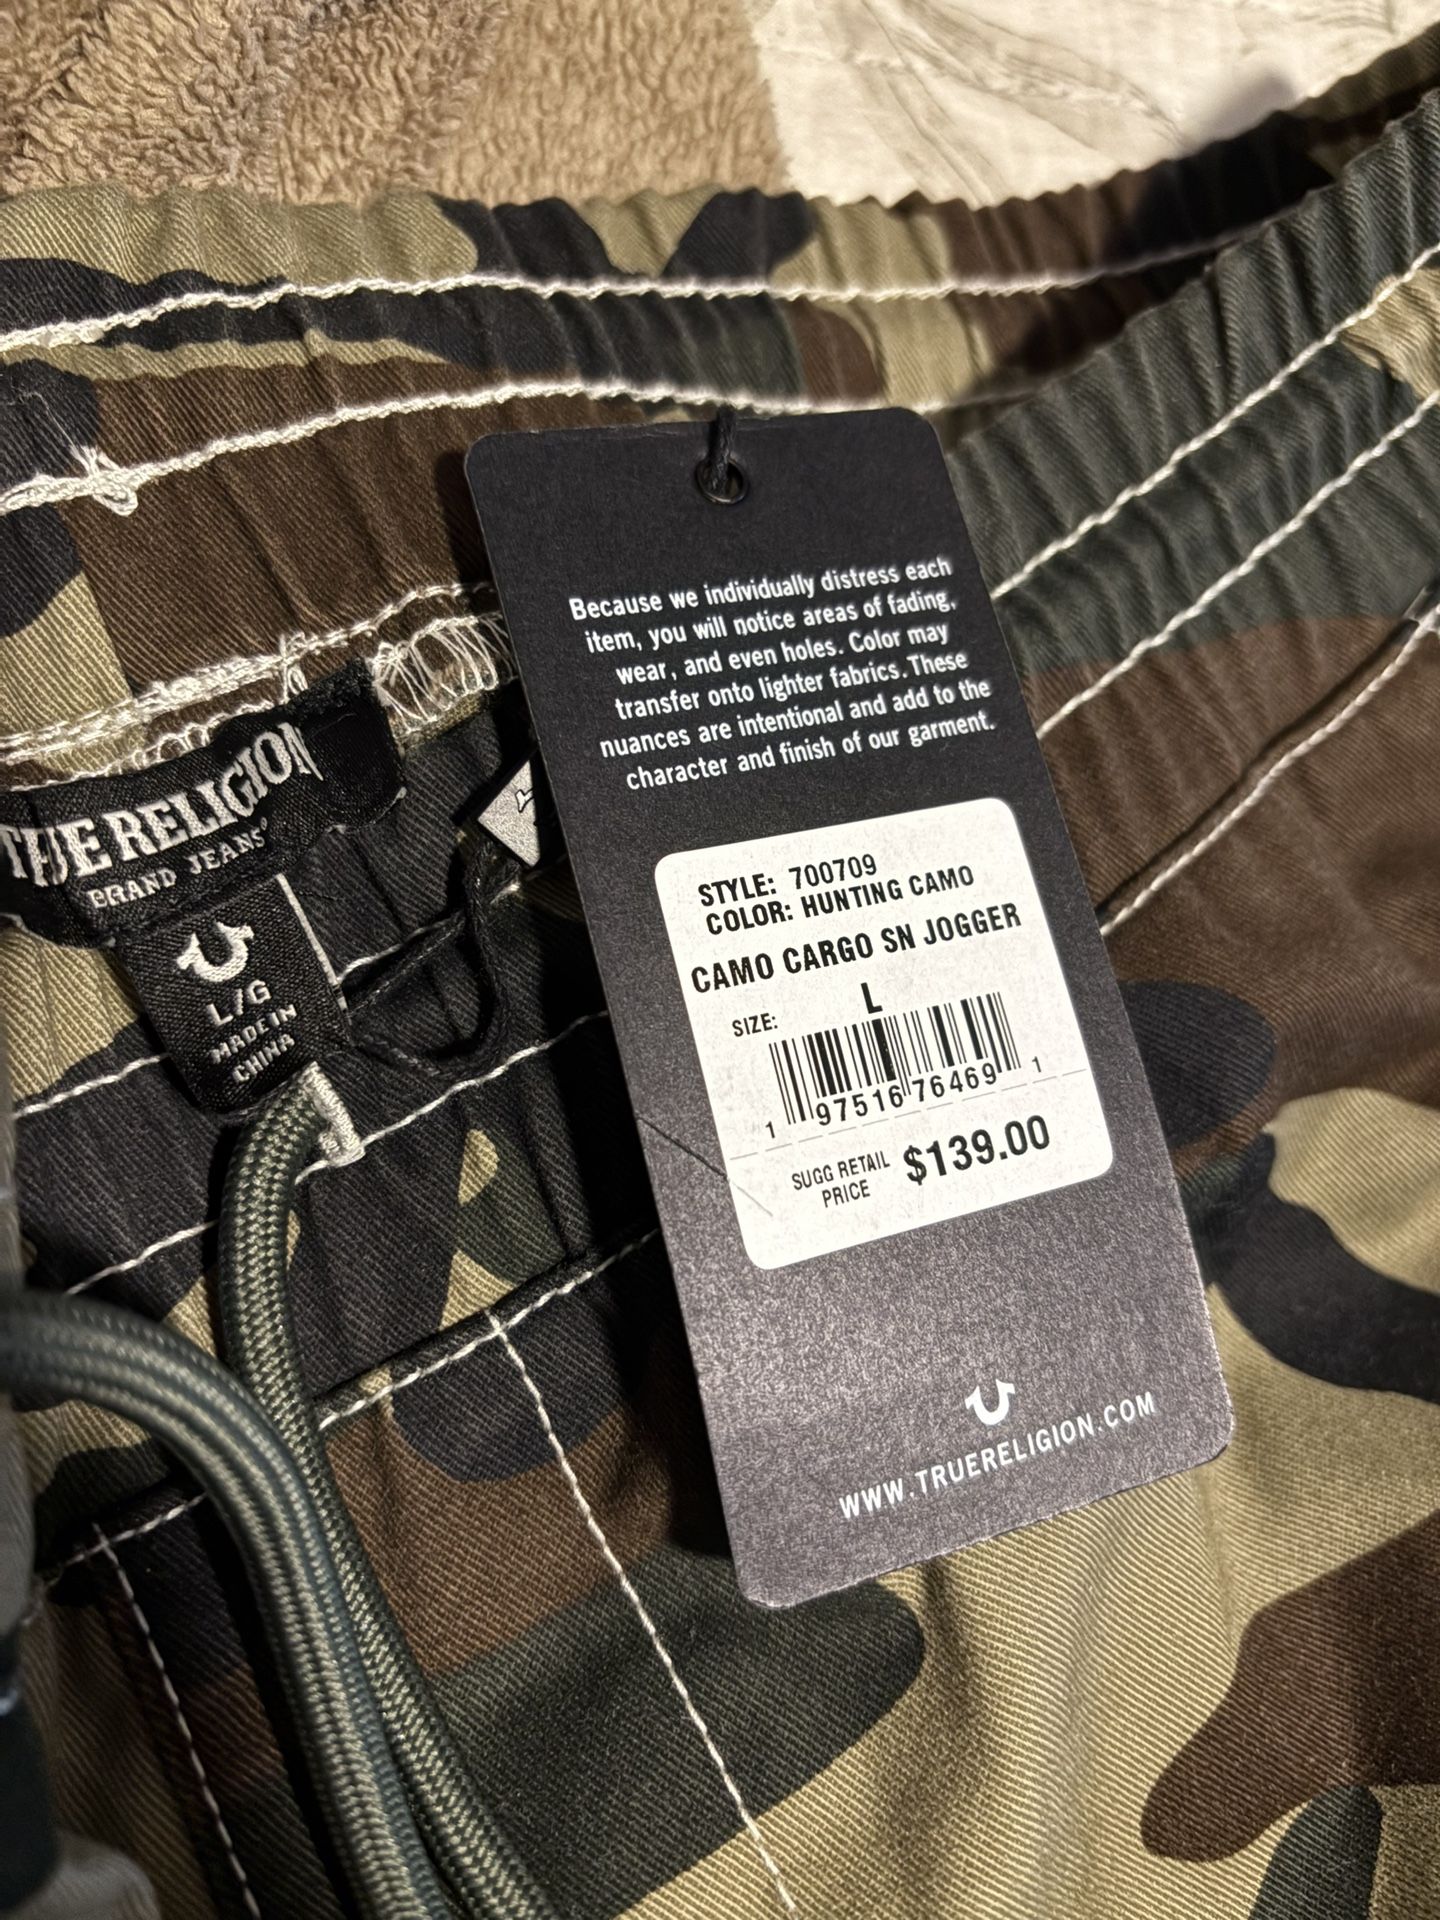 Because we individually distress each
item, you will notice areas of fading,
wear, and even holes. Color may
transfer onto lighter fabrics. These
nuances are intentional and add to the
character and finish of our garment.
STYLE: 700709
COLOR: HUNTING CAMO
CAMO CARGO SN JOGGER
SIZE: L
1 97516 76469 1
SUGG RETAIL
PRICE
$139.00
WWW.TRUERELIGION.COM
TRUE RELIGION
BRAND JEANS
L/G
MADE IN
CHINA